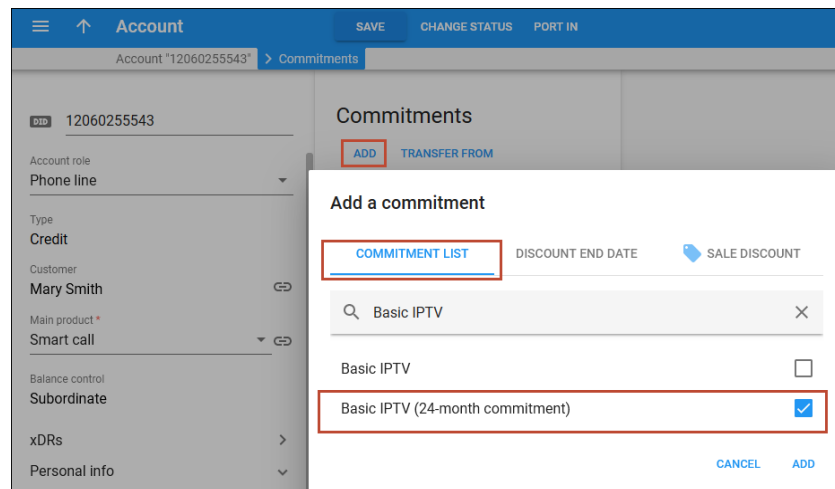 Account
SAVE
CHANGE STATUS
PORT IN
Account "12060255543"
Commitments
DID
12060255543
Account role
Phone line
Type
Credit
Customer
Mary Smith
Main product *
Smart call
Balance control
Subordinate
xDRs
Personal info
Commitments
ADD
TRANSFER FROM
Add a commitment
COMMITMENT LIST
DISCOUNT END DATE
SALE DISCOUNT
Basic IPTV
Basic IPTV
Basic IPTV (24-month commitment)
CANCEL
ADD